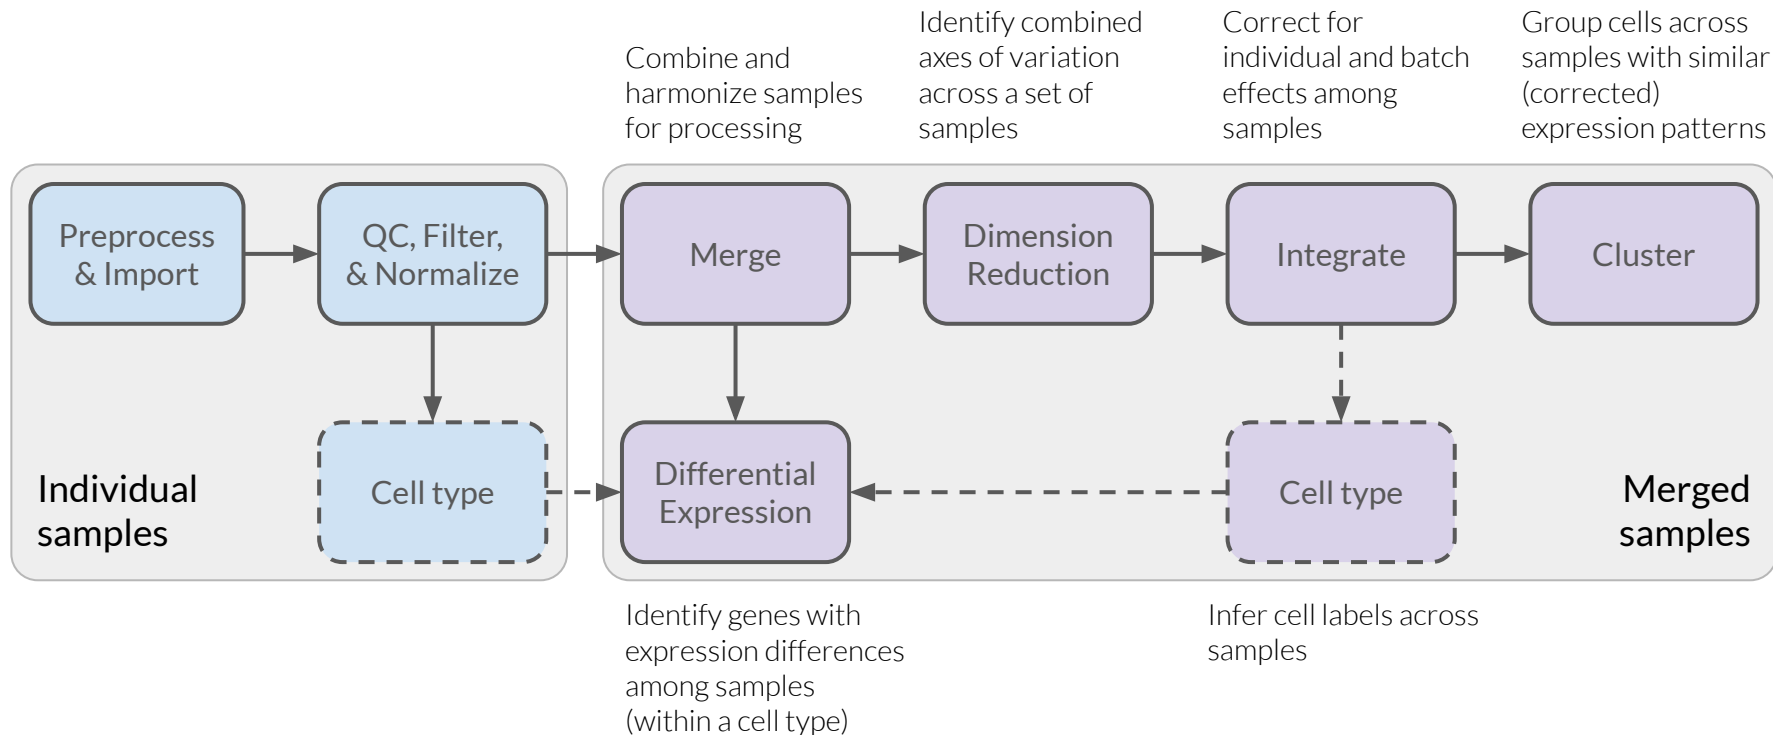 Combine and
harmonize samples
for processing
Identify combined
axes of variation
across a set of
samples
Correct for
individual and batch
effects among
samples
Group cells across
samples with similar
(corrected)
expression patterns
Preprocess
& Import
QC, Filter,
& Normalize
Merge
Dimension
Reduction
Integrate
Cluster
Individual
samples
Cell type
Differential
Expression
Cell type
Merged
samples
Identify genes with
expression differences
among samples
(within a cell type)
Infer cell labels across
samples